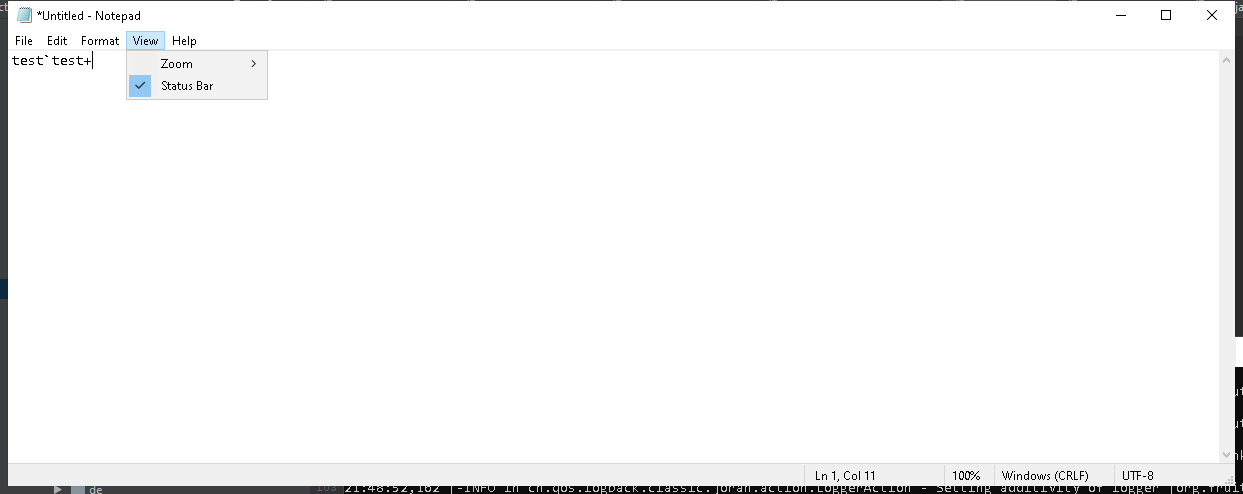 *Untitled - Notepad
File Edit Format View Help
test`test+
Zoom
Status Bar
Ln 1, Col 11 100% Windows (CRLF) UTF-8
de
21:48:52,162 |-INFO in ch.qos.logback.classic.joran.action.LoggerAction - Setting additivity of logger [org.fruit